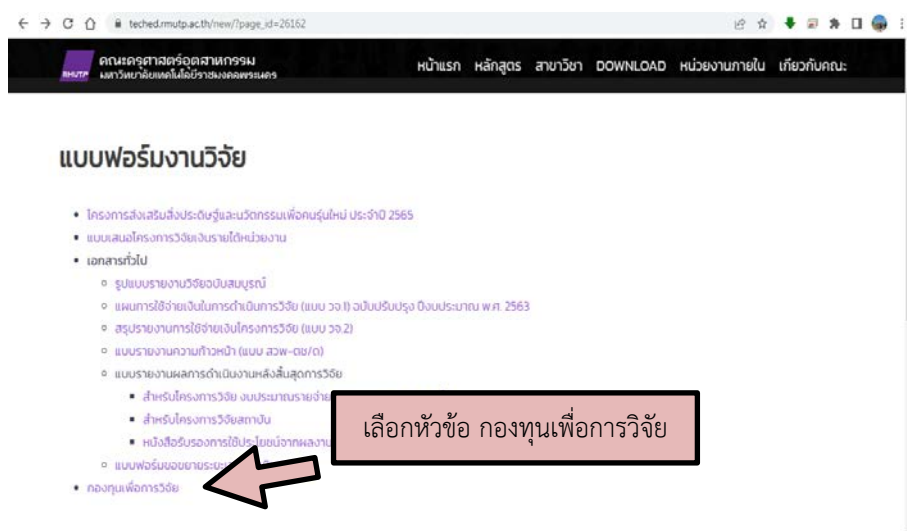 teched.rmutp.ac.th/new/?page_id=26162
คณะครุศาสตร์อุตสาหกรรม
มหาวิทยาลัยเทคโนโลยีราชมงคลพระนคร
RMUTP
หน้าแรก หลักสูตร สาขาวิชา DOWNLOAD หน่วยงานภายใน เกี่ยวกับคณะ
แบบฟอร์มงานวิจัย
โครงการส่งเสริมสิ่งประดิษฐ์และนวัตกรรมเพื่อคนรุ่นใหม่ ประจำปี 2565
แบบเสนอโครงการวิจัยเงินรายได้หน่วยงาน
เอกสารทั่วไป
รูปแบบรายงานวิจัยฉบับสมบูรณ์
แผนการใช้จ่ายเงินในการดำเนินการวิจัย (แบบ วจ.1) ฉบับปรับปรุง ปีงบประมาณ พ.ศ. 2563
สรุปรายงานการใช้จ่ายเงินโครงการวิจัย (แบบ วจ.2)
แบบรายงานความก้าวหน้า (แบบ สวพ-ตช/ด)
แบบรายงานผลการดำเนินงานหลังสิ้นสุดการวิจัย
สำหรับโครงการวิจัย งบประมาณรายจ่าย
สำหรับโครงการวิจัยสถาบัน
หนังสือรับรองการใช้ประโยชน์จากผลงาน
แบบฟอร์มขอขยายระยะ
กองทุนเพื่อการวิจัย
เลือกหัวข้อ กองทุนเพื่อการวิจัย